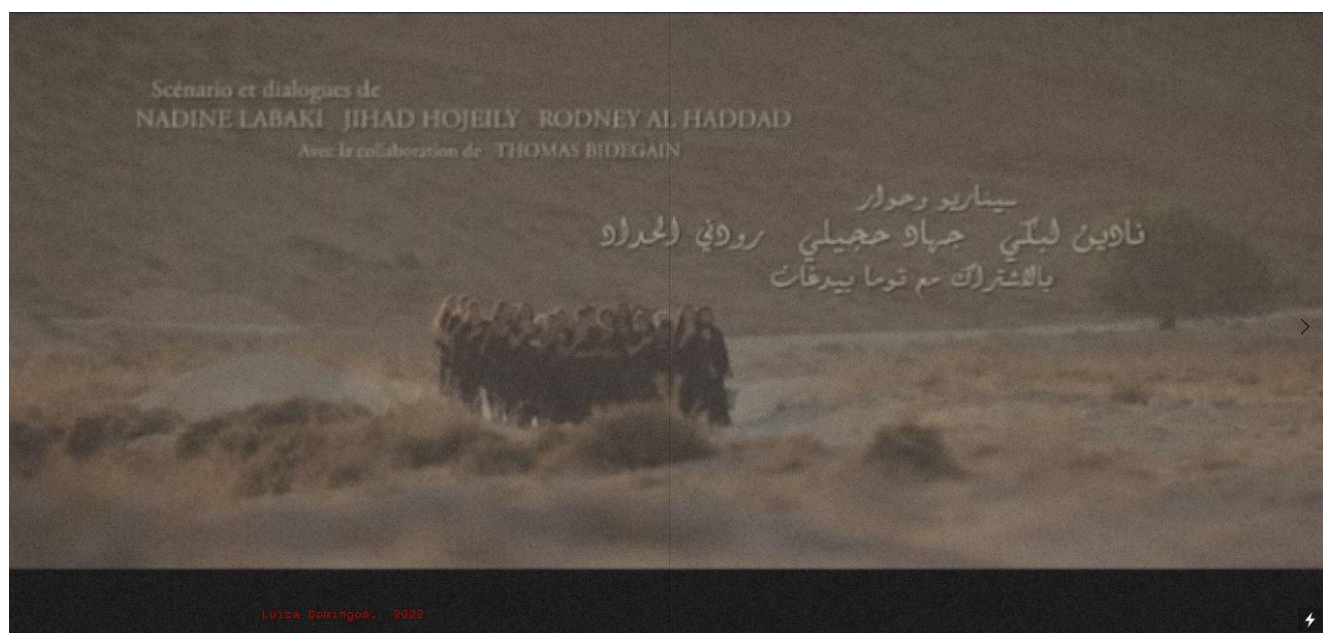 Scénario et dialogues de
NADINE LABAKI JIHAD HOJEILY RODNEY AL HADDAD
Avec la collaboration de THOMAS BIDEGAIN
سيناريو وحوار
نادين لبكي جهاد حجيلي رودني الحداد
بالاشتراك مع توما بيدغان
Luiza Domingos, 2022